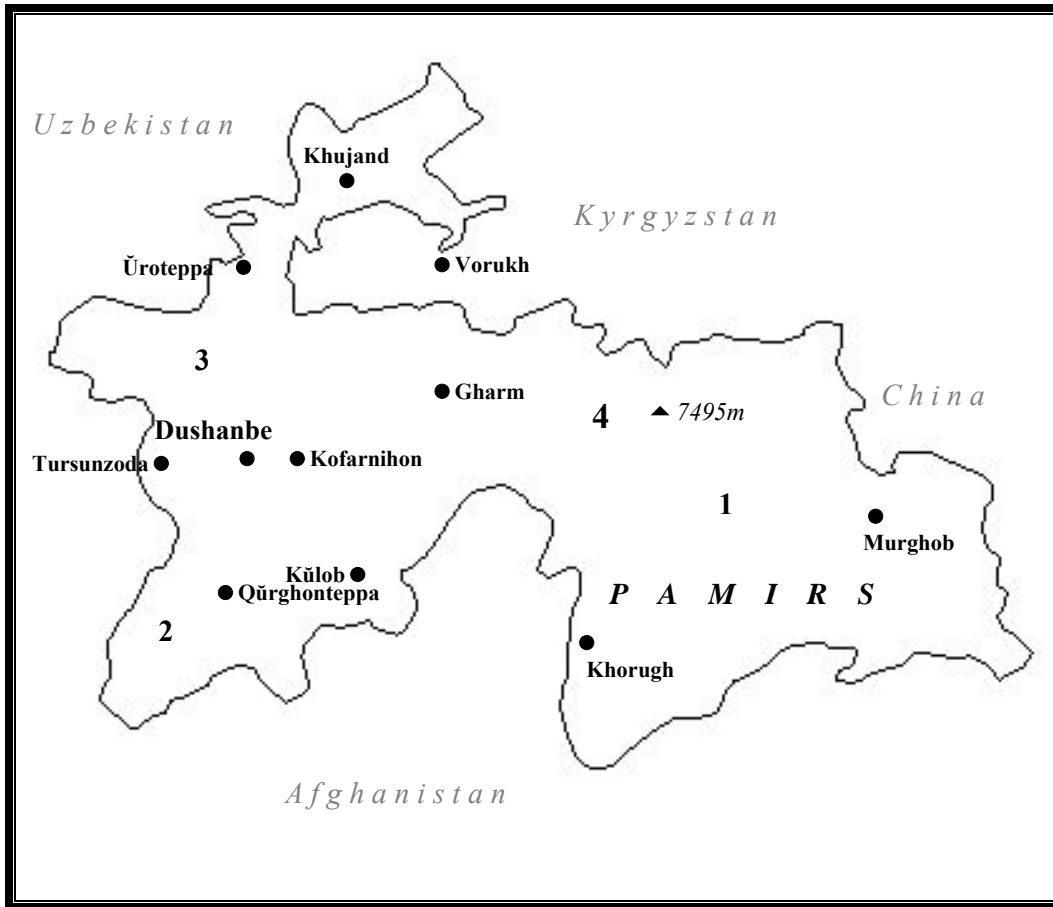 Uzbekistan
Khujand
Kyrgyzstan
Ŭroteppa
Vorukh
3
Gharm
China
4
7495m
Dushanbe
Tursunzoda
Kofarnihon
1
Murghob
Kŭlob
Qŭrghonteppa
PAMIRS
2
Khorugh
Afghanistan